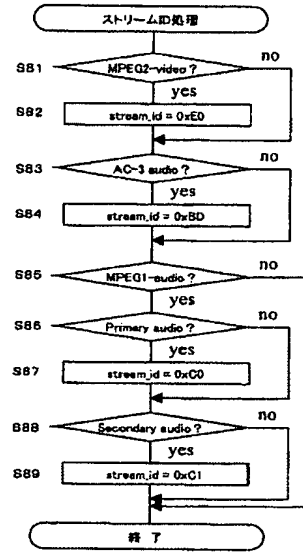 ストリームID処理
no
S81 MPEG2-video?
yes
S82 stream_id = 0xE0
no
S83 AC-3 audio?
yes
S84 stream_id = 0xBD
no
S85 MPEG1-audio?
yes
no
S86 Primary audio?
yes
S87 stream_id = 0xC0
no
S88 Secondary audio?
yes
S89 stream_id = 0xC1
終 了